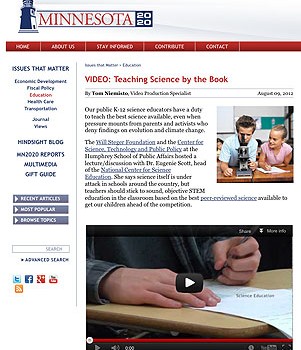 MINNESOTA 20 20
HOME ABOUT US STAY INFORMED CONTRIBUTE CONTACT
Issues that Matter > Education
ISSUES THAT MATTER
Economic Development
Fiscal Policy
Education
Health Care
Transportation
Journal
Views
HINDSIGHT BLOG
MN2020 REPORTS
MULTIMEDIA
GIFT GUIDE
RECENT ARTICLES
MOST POPULAR
BROWSE TOPICS
SEARCH
ADVANCED SEARCH
VIDEO: Teaching Science by the Book
By Tom Niemisto, Video Production Specialist August 09, 2012
Our public K-12 science educators have a duty
to teach the best science available, even when
pressure mounts from parents and activists who
deny findings on evolution and climate change.
The Will Steger Foundation and the Center for
Science, Technology and Public Policy at the
Humphrey School of Public Affairs hosted a
lecture/discussion with Dr. Eugenie Scott, head
of the National Center for Science
Education. She says science itself is under
attack in schools around the country, but
teachers should stick to sound, objective STEM
education in the classroom based on the best peer-reviewed science available to
get our children ahead of the competition.
Share More info
Science Education
0:00